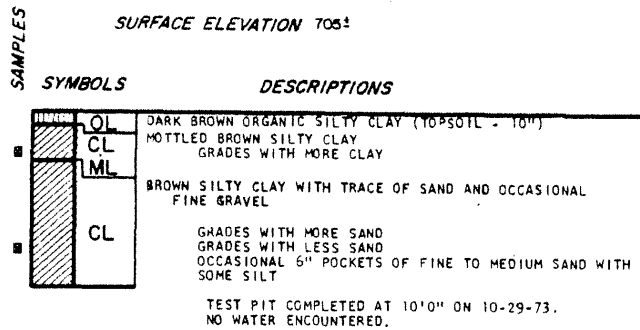 SURFACE ELEVATION 705±
SAMPLES
SYMBOLS
DESCRIPTIONS
OL
DARK BROWN ORGANIC SILTY CLAY (TOPSOIL - 10")
CL
MOTTLED BROWN SILTY CLAY
GRADES WITH MORE CLAY
ML
BROWN SILTY CLAY WITH TRACE OF SAND AND OCCASIONAL
FINE GRAVEL
CL
GRADES WITH MORE SAND
GRADES WITH LESS SAND
OCCASIONAL 6" POCKETS OF FINE TO MEDIUM SAND WITH
SOME SILT
TEST PIT COMPLETED AT 10'0" ON 10-29-73.
NO WATER ENCOUNTERED.